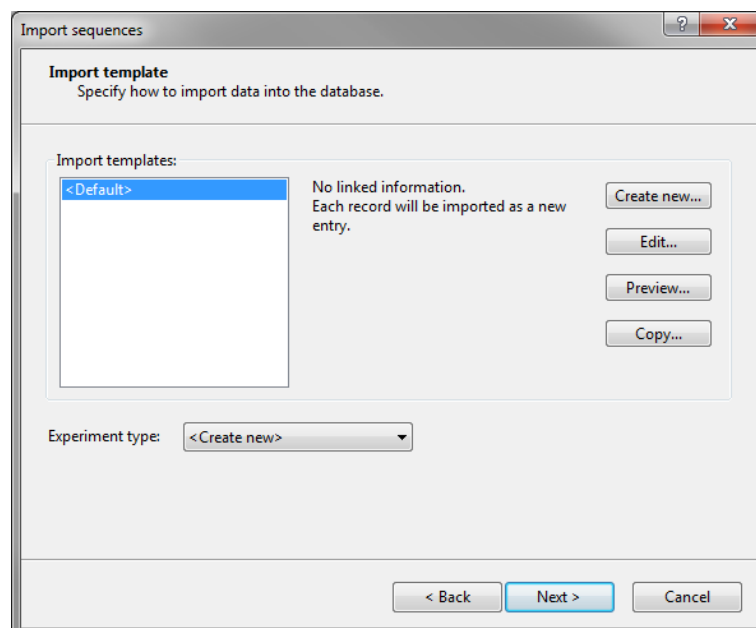 Import sequences
?
X
Import template
Specify how to import data into the database.
Import templates:
<Default>
No linked information.
Each record will be imported as a new
entry.
Create new...
Edit...
Preview...
Copy...
Experiment type:
<Create new>
< Back
Next >
Cancel